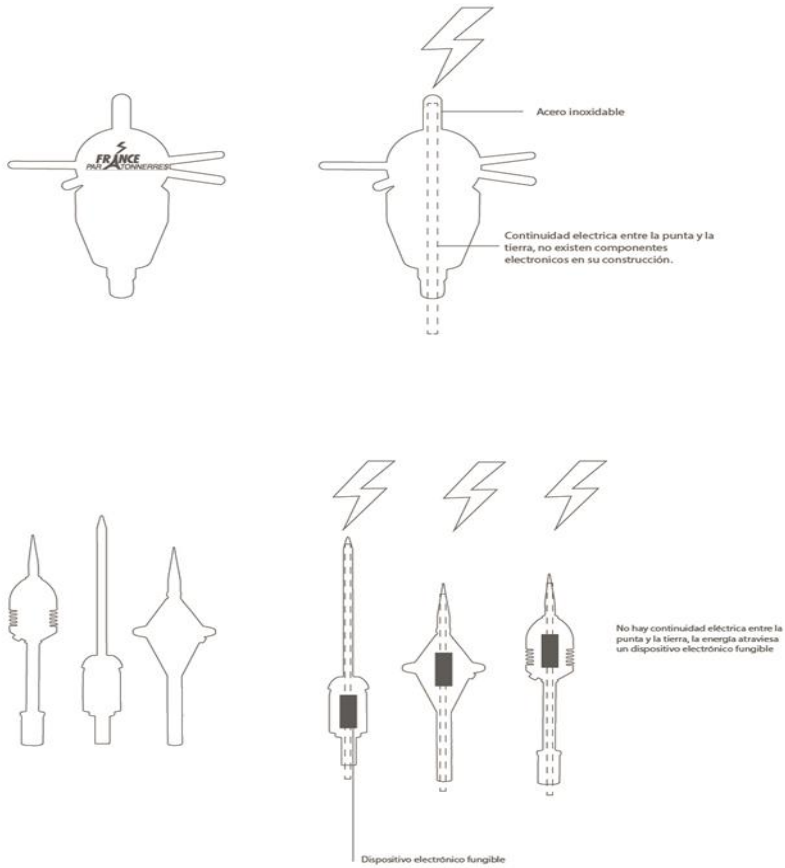 FRANCE
PARATONNERRES
Acero inoxidable
Continuidad electrica entre la punta y la
tierra, no existen componentes
electronicos en su construcción.
No hay continuidad eléctrica entre la
punta y la tierra, la energía atraviesa
un dispositivo electrónico fungible
Dispositivo electrónico fungible